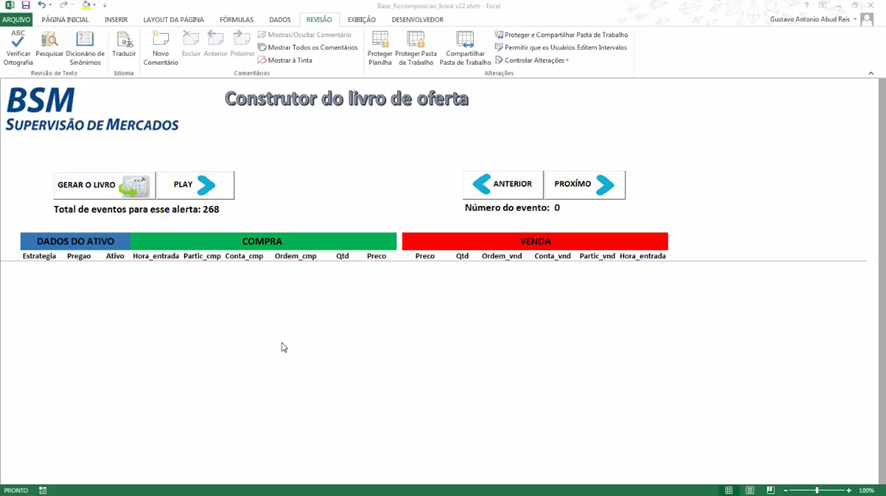 Base_Recomposicao_book v22.xlsm - Excel
ARQUIVO PÁGINA INICIAL INSERIR LAYOUT DA PÁGINA FÓRMULAS DADOS REVISÃO EXIBIÇÃO DESENVOLVEDOR Gustavo Antonio Abud Reis
ABC
Verificar Ortografia
Pesquisar
Dicionário de Sinônimos
Traduzir
Novo Comentário
Excluir
Anterior
Próximo
Mostrar/Ocultar Comentário
Mostrar Todos os Comentários
Mostrar à Tinta
Proteger Planilha
Proteger Pasta de Trabalho
Compartilhar Pasta de Trabalho
Proteger e Compartilhar Pasta de Trabalho
Permitir que os Usuários Editem Intervalos
Controlar Alterações
Revisão de Texto Idioma Comentários Alterações
BSM
SUPERVISÃO DE MERCADOS
Construtor do livro de oferta
GERAR O LIVRO PLAY ANTERIOR PROXÍMO
Total de eventos para esse alerta: 268 Número do evento: 0
DADOS DO ATIVO COMPRA VENDA
Estrategia Pregao Ativo Hora_entrada Partic_cmp Conta_cmp Ordem_cmp Qtd Preco Preco Qtd Ordem_vnd Conta_vnd Partic_vnd Hora_entrada
PRONTO 100%